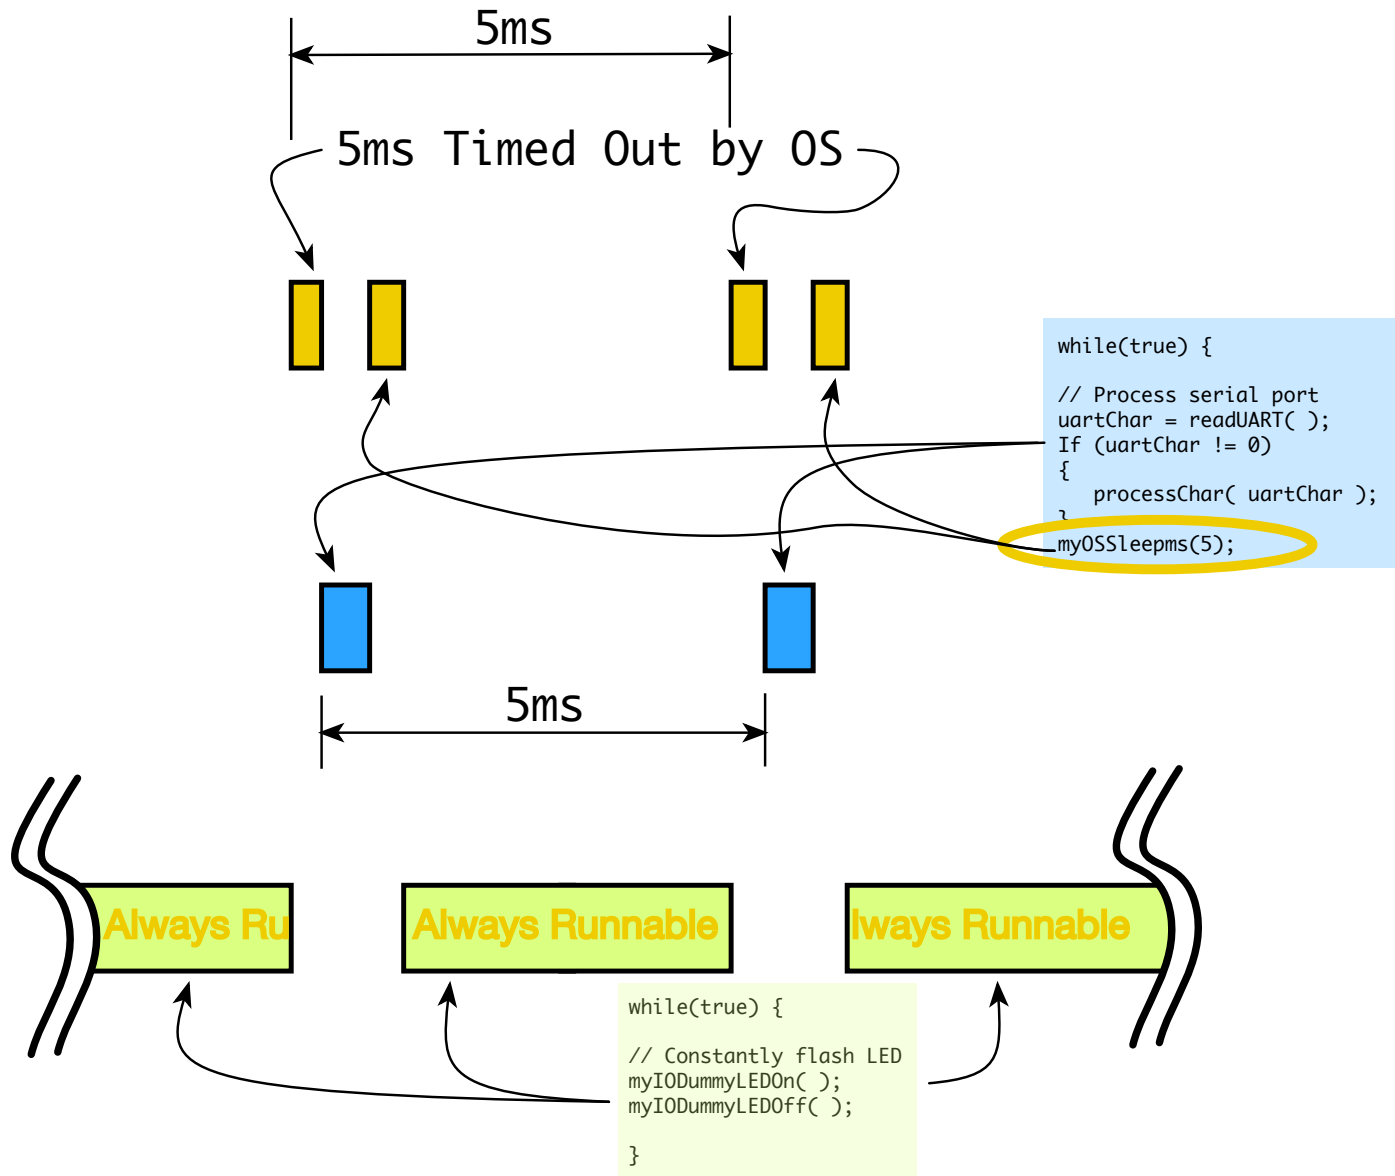 5ms
5ms Timed Out by OS
while(true) {
// Process serial port
uartChar = readUART( );
If (uartChar != 0)
{
processChar( uartChar );
}
myOSSleepms(5);
5ms
Always Ru
Always Runnable
lways Runnable
while(true) {
// Constantly flash LED
myIODummyLEDOn( );
myIODummyLEDOff( );
}